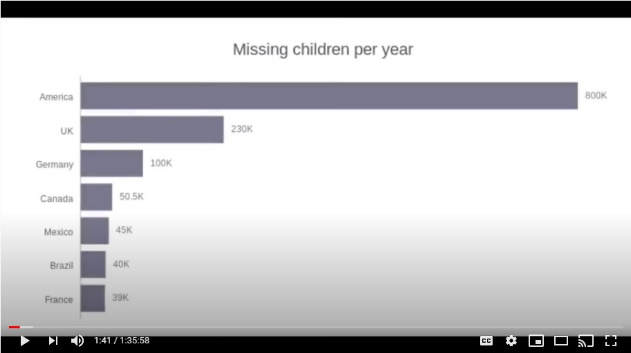 Missing children per year
America 800K
UK 230K
Germany 100K
Canada 50.5K
Mexico 45K
Brazil 40K
France 39K
1:41 / 1:35:58 CC